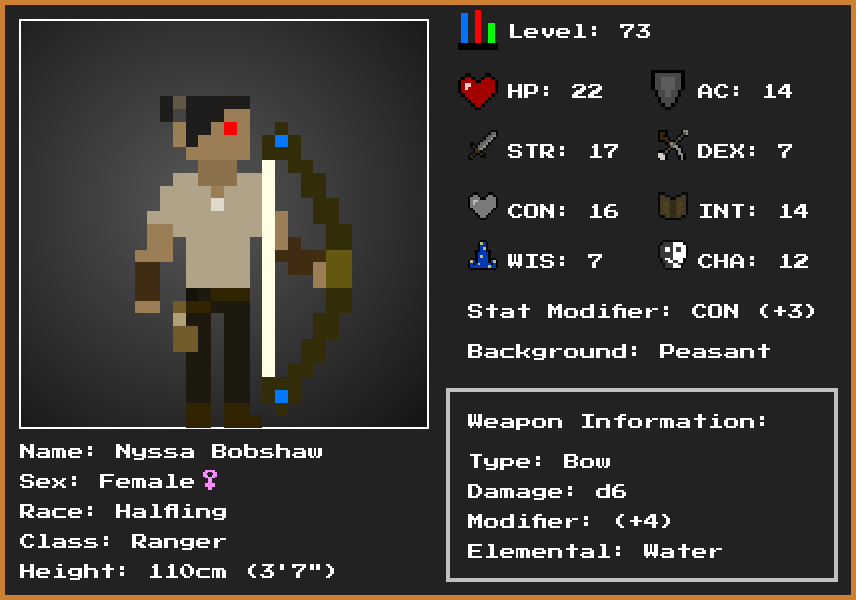 Level: 73
HP: 22
AC: 14
STR: 17
DEX: 7
CON: 16
INT: 14
WIS: 7
CHA: 12
Stat Modifier: CON (+3)
Background: Peasant
Weapon Information:
Type: Bow
Damage: d6
Modifier: (+4)
Elemental: Water
Name: Nyssa Bobshaw
Sex: Female♀
Race: Halfling
Class: Ranger
Height: 110cm (3'7")